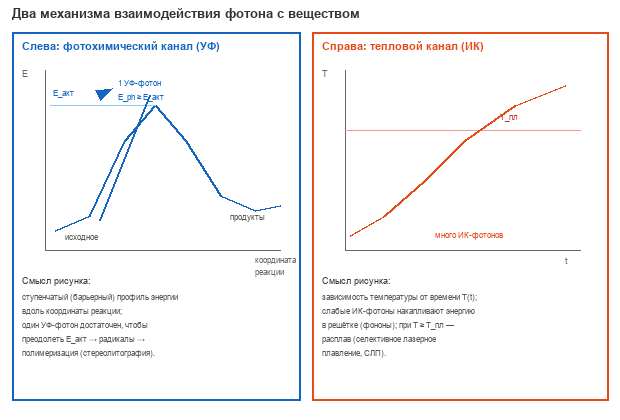 Два механизма взаимодействия фотона с веществом
Слева: фотохимический канал (УФ)
E
E_акт
1 УФ-фотон
E_ph ≥ E_акт
исходное
продукты
координата
реакции
Смысл рисунка:
ступенчатый (барьерный) профиль энергии
вдоль координаты реакции;
один УФ-фотон достаточен, чтобы
преодолеть E_акт → радикалы →
полимеризация (стереолитография).
Справа: тепловой канал (ИК)
T
T_пл
много ИК-фотонов
t
Смысл рисунка:
зависимость температуры от времени T(t);
слабые ИК-фотоны накапливают энергию
в решётке (фононы); при T ≥ T_пл —
расплав (селективное лазерное
плавление, СЛП).